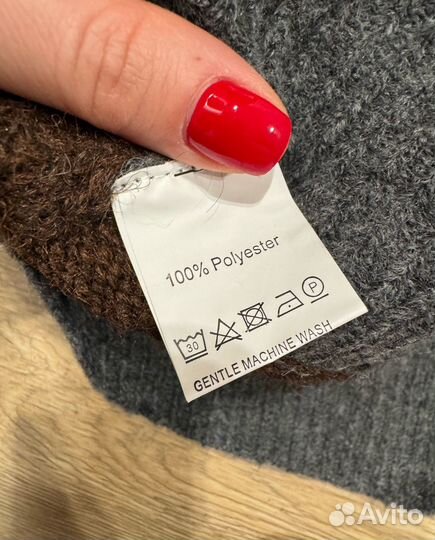 100% Polyester
30 P
GENTLE MACHINE WASH
Avito